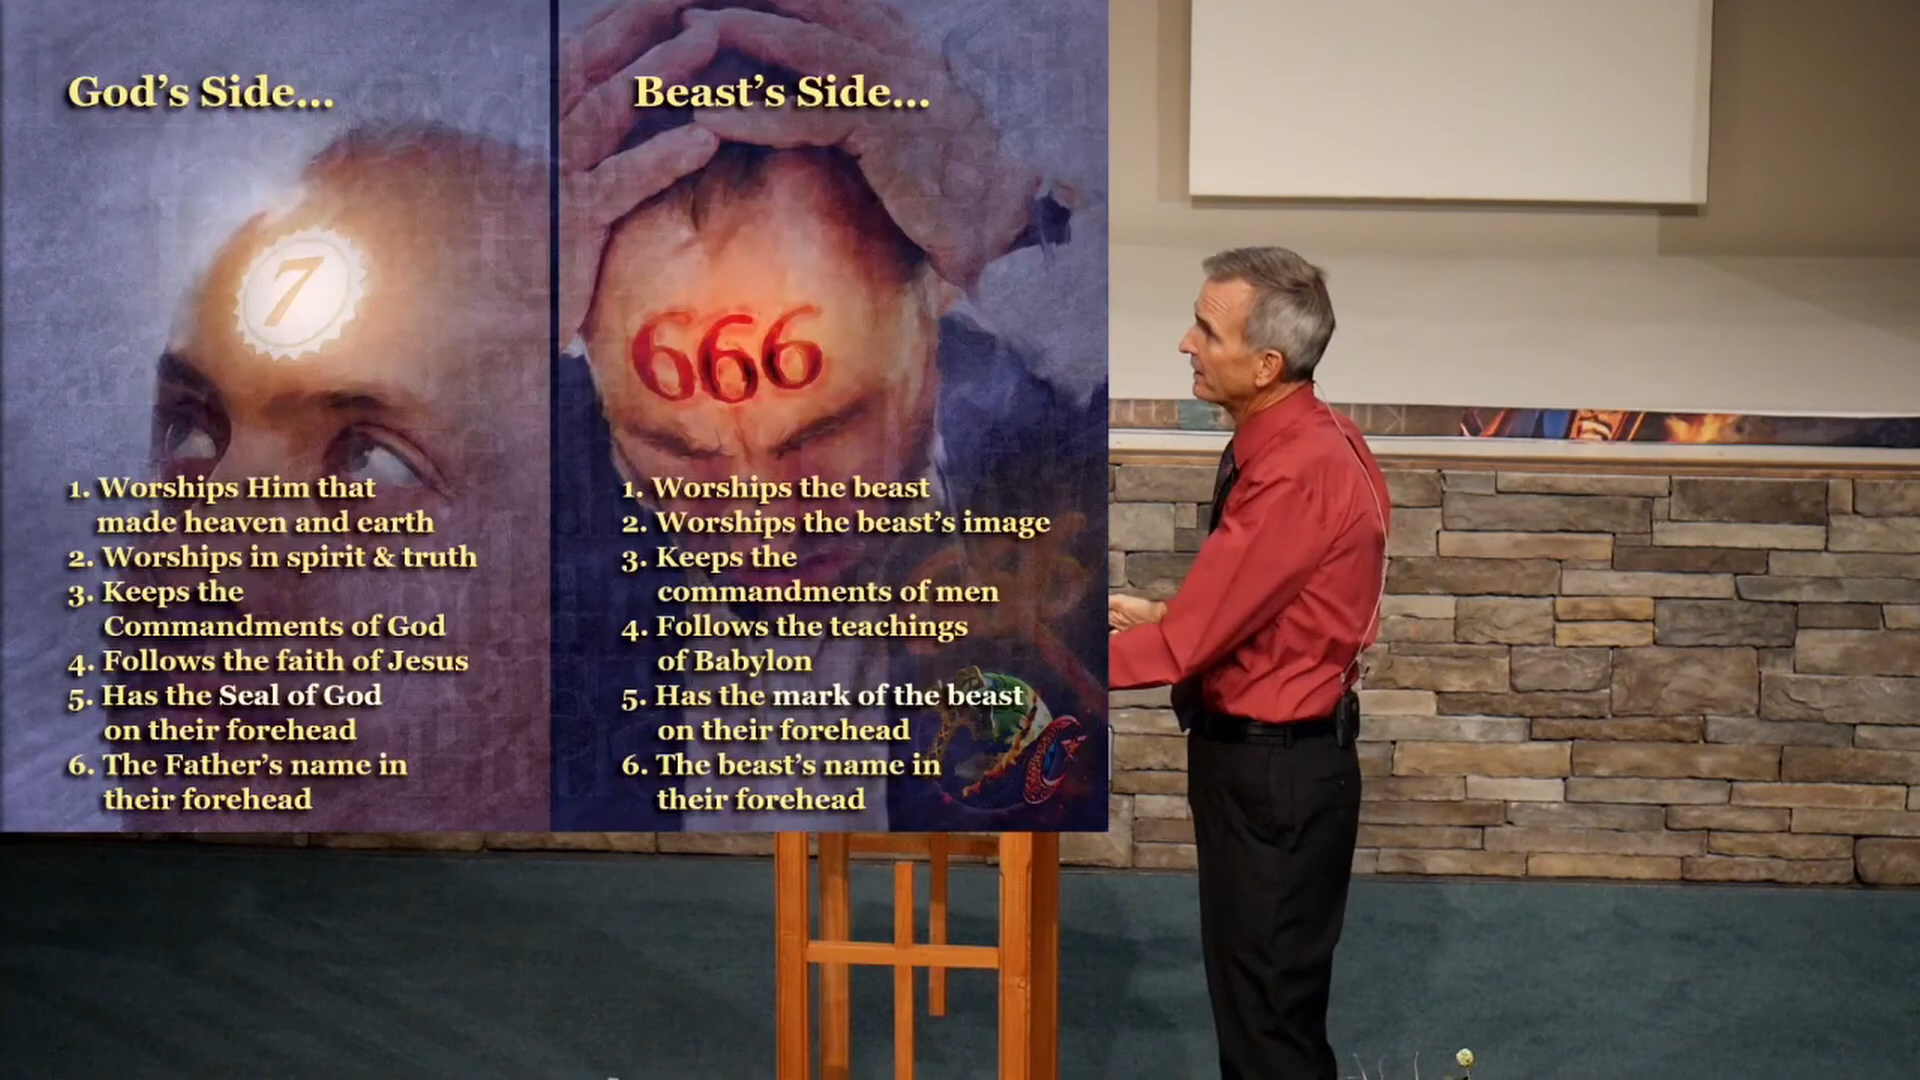 God's Side...
7
1. Worships Him that
made heaven and earth
2. Worships in spirit & truth
3. Keeps the
Commandments of God
4. Follows the faith of Jesus
5. Has the Seal of God
on their forehead
6. The Father's name in
their forehead
Beast's Side...
666
1. Worships the beast
2. Worships the beast's image
3. Keeps the
commandments of men
4. Follows the teachings
of Babylon
5. Has the mark of the beast
on their forehead
6. The beast's name in
their forehead